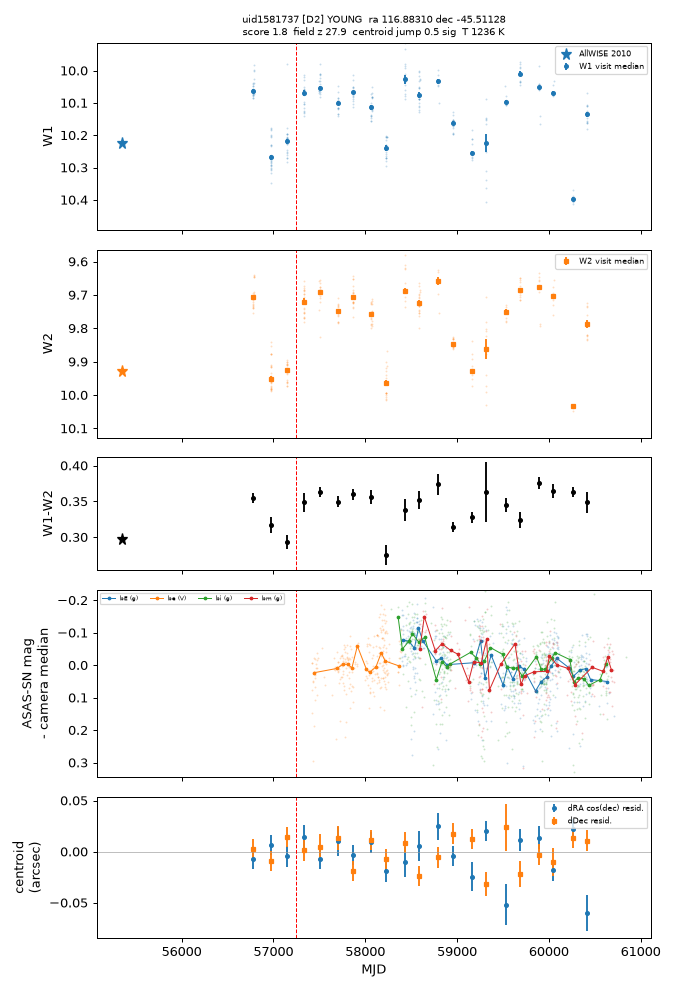 uid1581737 [D2] YOUNG ra 116.88310 dec -45.51128
score 1.8 field z 27.9 centroid jump 0.5 sig T 1236 K
AllWISE 2010
W1 visit median
10.0
10.1
10.2
10.3
10.4
W1
W2 visit median
9.6
9.7
9.8
9.9
10.0
10.1
W2
0.40
0.35
0.30
W1-W2
bE (g)
ba (V)
bi (g)
bm (g)
−0.2
−0.1
0.0
0.1
0.2
0.3
ASAS-SN mag
- camera median
dRA cos(dec) resid.
dDec resid.
0.05
0.00
−0.05
centroid
(arcsec)
56000
57000
58000
59000
60000
61000
MJD